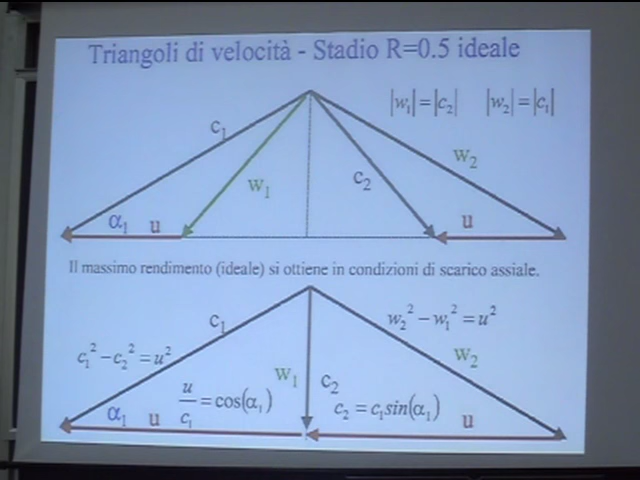 Triangoli di velocità - Stadio R=0.5 ideale
|w₁|=|c₂| |w₂|=|c₁|
c₁
w₂
c₂
w₁
α₁ u
u
Il massimo rendimento (ideale) si ottiene in condizioni di scarico assiale.
c₁
w₂² − w₁² = u²
c₁² − c₂² = u²
w₂
w₁
c₂
u/c₁ = cos(α₁)
c₂ = c₁sin(α₁)
α₁ u
u